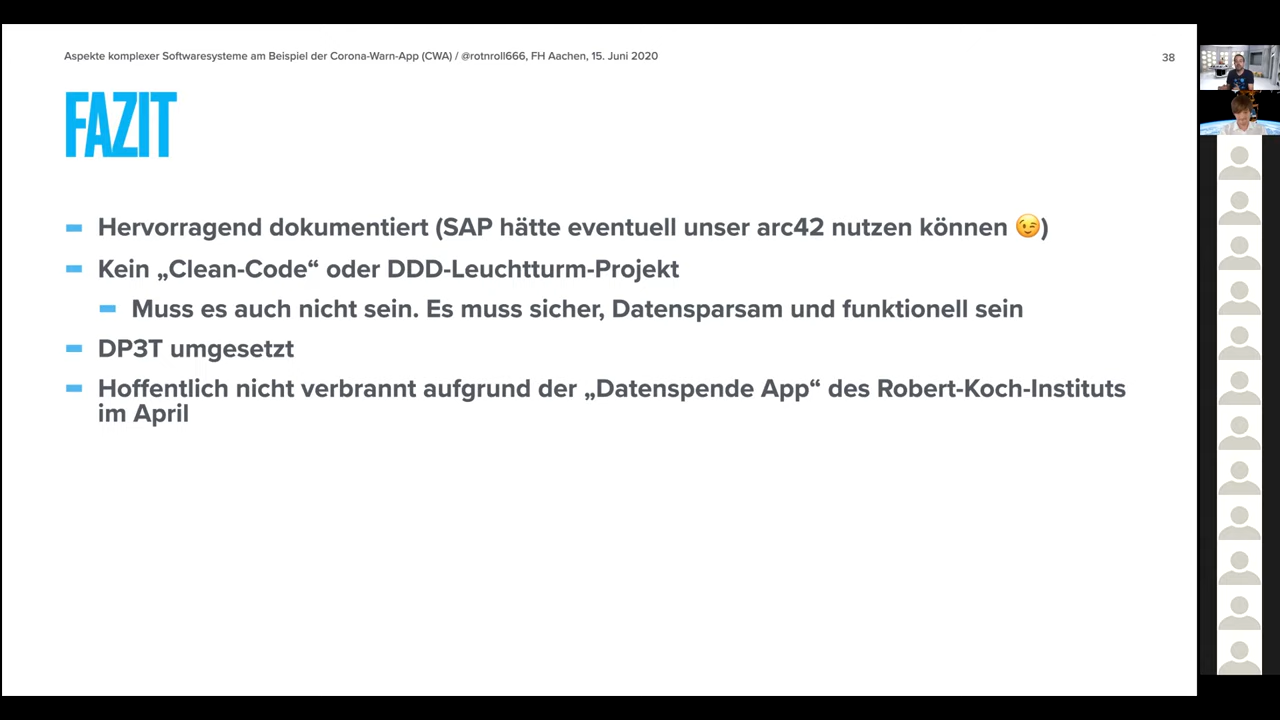 Aspekte komplexer Softwaresysteme am Beispiel der Corona-Warn-App (CWA) / @rotnroll666, FH Aachen, 15. Juni 2020
38
FAZIT
Hervorragend dokumentiert (SAP hätte eventuell unser arc42 nutzen können 😉)
Kein „Clean-Code“ oder DDD-Leuchtturm-Projekt
Muss es auch nicht sein. Es muss sicher, Datensparsam und funktionell sein
DP3T umgesetzt
Hoffentlich nicht verbrannt aufgrund der „Datenspende App“ des Robert-Koch-Instituts
im April